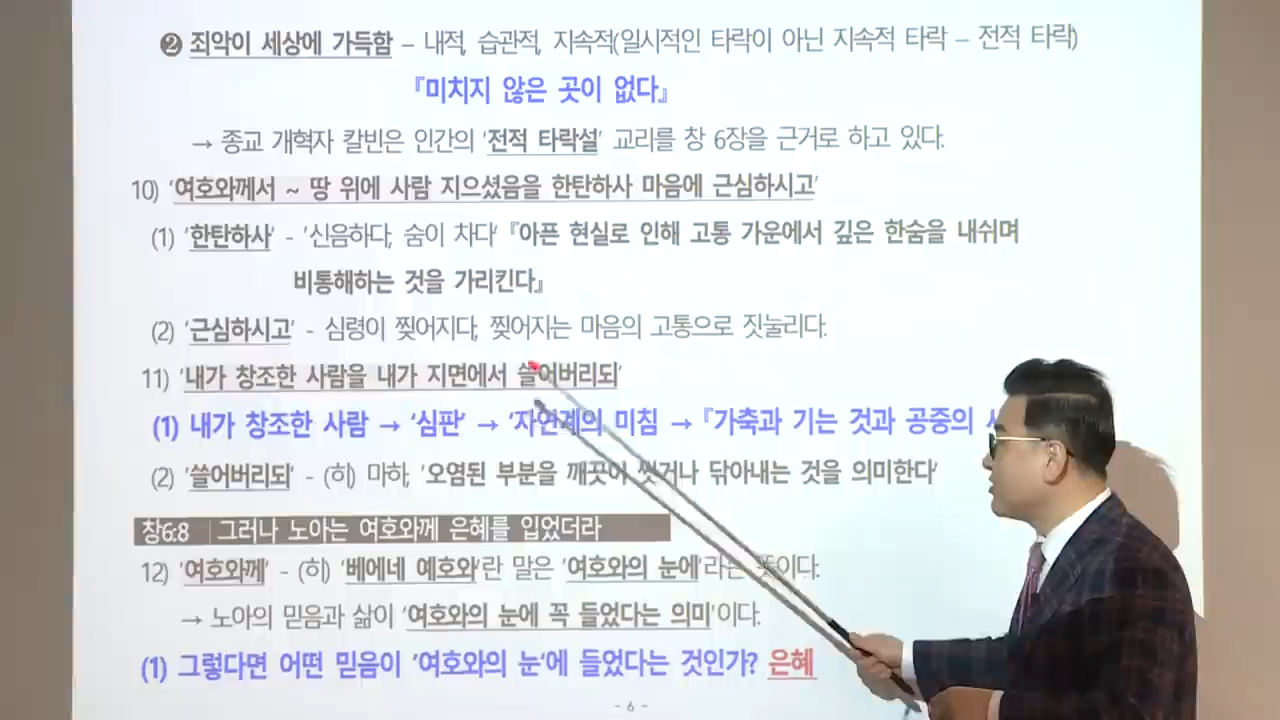 ❷ 죄악이 세상에 가득함 – 내적, 습관적, 지속적(일시적인 타락이 아닌 지속적 타락 – 전적 타락)
『미치지 않은 곳이 없다』
→ 종교 개혁자 칼빈은 인간의 '전적 타락설' 교리를 창 6장을 근거로 하고 있다.
10) '여호와께서 ~ 땅 위에 사람 지으셨음을 한탄하사 마음에 근심하시고'
(1) '한탄하사' - '신음하다, 숨이 차다' 『아픈 현실로 인해 고통 가운에서 깊은 한숨을 내쉬며
비통해하는 것을 가리킨다』
(2) '근심하시고' - 심령이 찢어지다, 찢어지는 마음의 고통으로 짓눌리다.
11) '내가 창조한 사람을 내가 지면에서 쓸어버리되'
(1) 내가 창조한 사람 → '심판' → '자연계의 미침 → 『가축과 기는 것과 공중의
(2) '쓸어버리되' - (히) 마하, '오염된 부분을 깨끗이 씻거나 닦아내는 것을 의미한다'
창6:8 그러나 노아는 여호와께 은혜를 입었더라
12) '여호와께' - (히) '베에네 예호와'란 말은 '여호와의 눈에'라는 뜻이다.
→ 노아의 믿음과 삶이 '여호와의 눈에 꼭 들었다는 의미'이다.
(1) 그렇다면 어떤 믿음이 '여호와의 눈'에 들었다는 것인가? 은혜
- 6 -